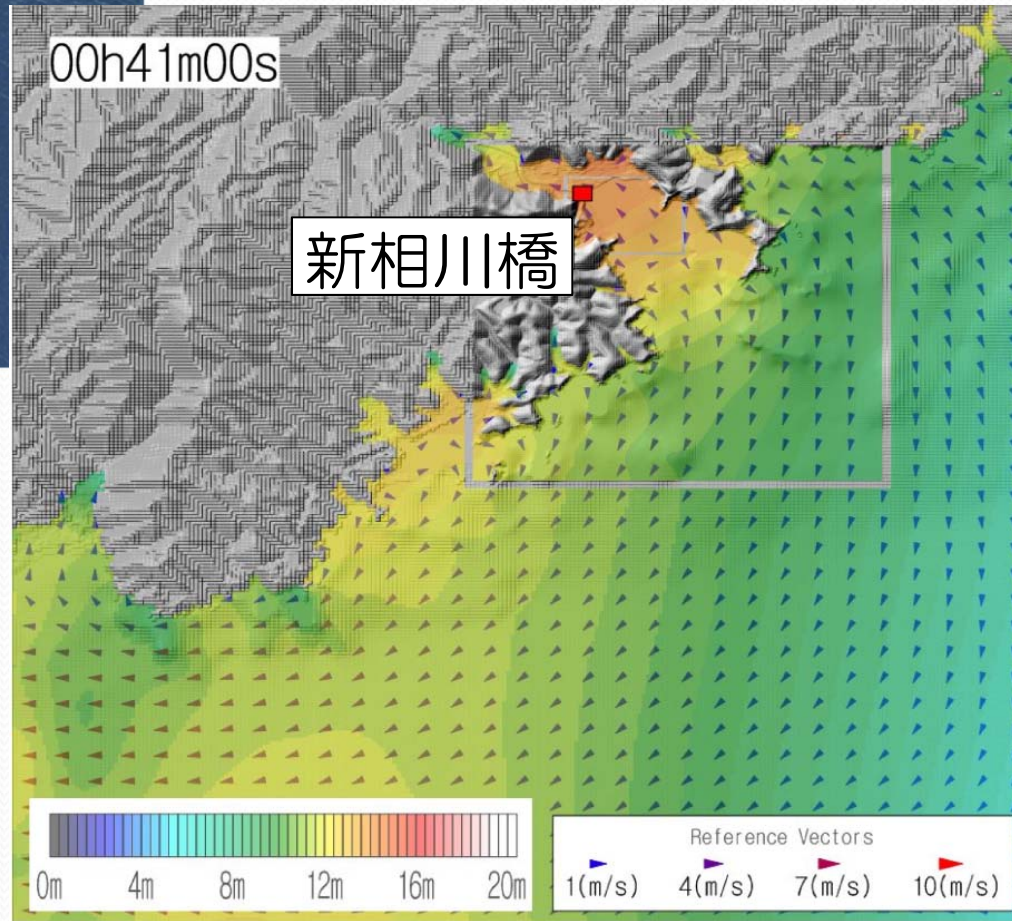 00h41m00s
新相川橋
0m 4m 8m 12m 16m 20m
Reference Vectors
1(m/s) 4(m/s) 7(m/s) 10(m/s)